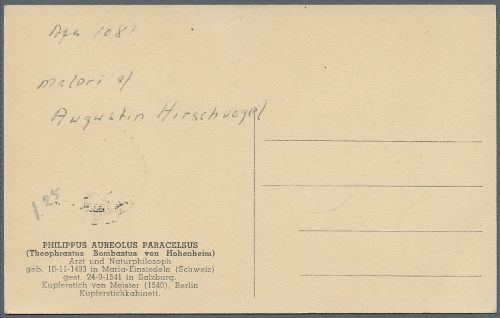 Afa 1081
maleri af
Augustin Hirschvogel
1.25
PHILIPPUS AUREOLUS PARACELSUS
(Theophrastus Bombastus von Hohenheim)
Arzt und Naturphilosoph
geb. 10-11-1493 in Maria-Einsiedeln (Schweiz)
gest. 24-9-1541 in Salzburg.
Kupferstich von Meister (1540), Berlin
Kupferstichkabinett.